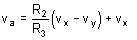 v_a = R_2/R_3 (v_x − v_y) + v_x